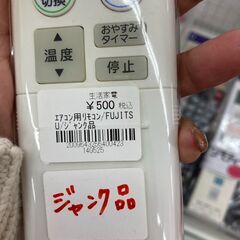 切換
おやすみ
タイマー
温度
停止
生活家電
¥500 税込
エアコン用リモコン/FUJITS
U/ジャンク品
140625
ジャンク品